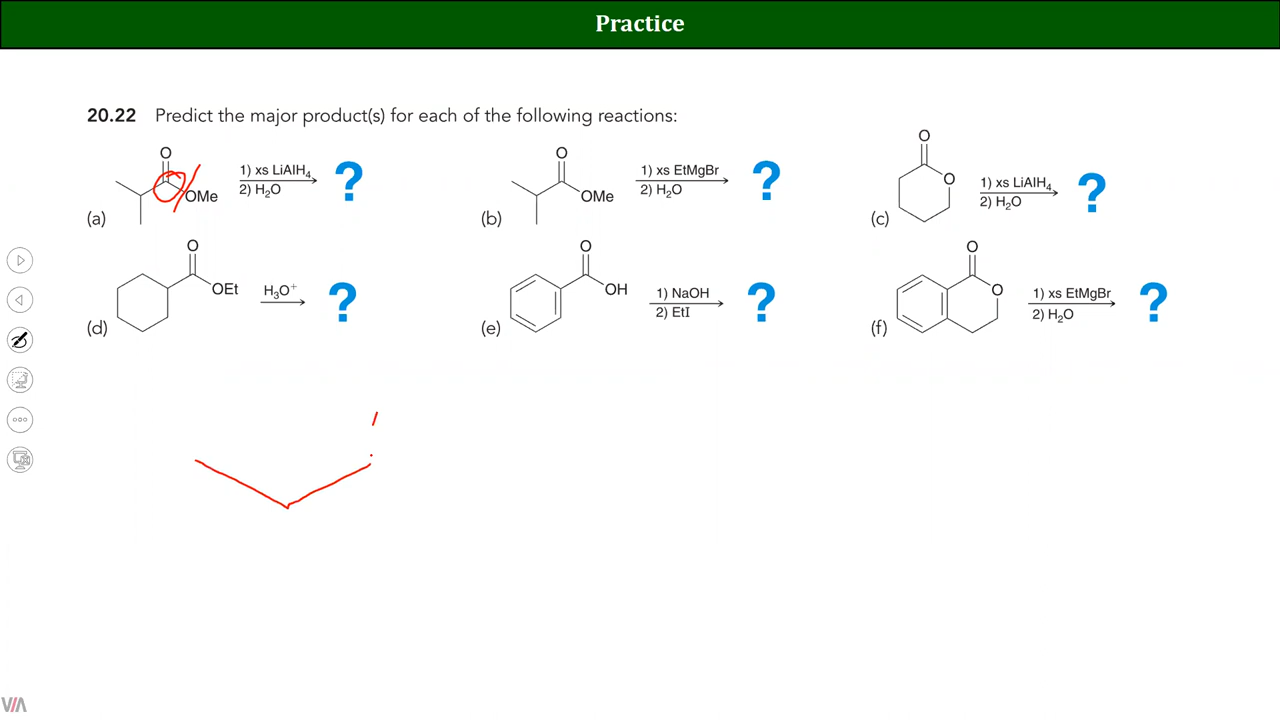 Practice
20.22 Predict the major product(s) for each of the following reactions:
(a) O OMe 1) xs LiAlH₄ 2) H₂O ?
(b) O OMe 1) xs EtMgBr 2) H₂O ?
(c) O O 1) xs LiAlH₄ 2) H₂O ?
(d) O OEt H₃O⁺ ?
(e) O OH 1) NaOH 2) EtI ?
(f) O O 1) xs EtMgBr 2) H₂O ?
VIA